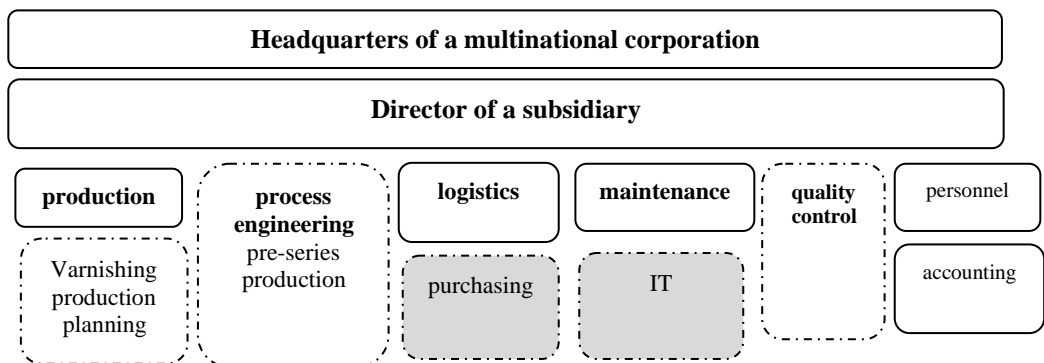 Headquarters of a multinational corporation
Director of a subsidiary
production
Varnishing
production
planning
process
engineering
pre-series
production
logistics
purchasing
maintenance
IT
quality
control
personnel
accounting